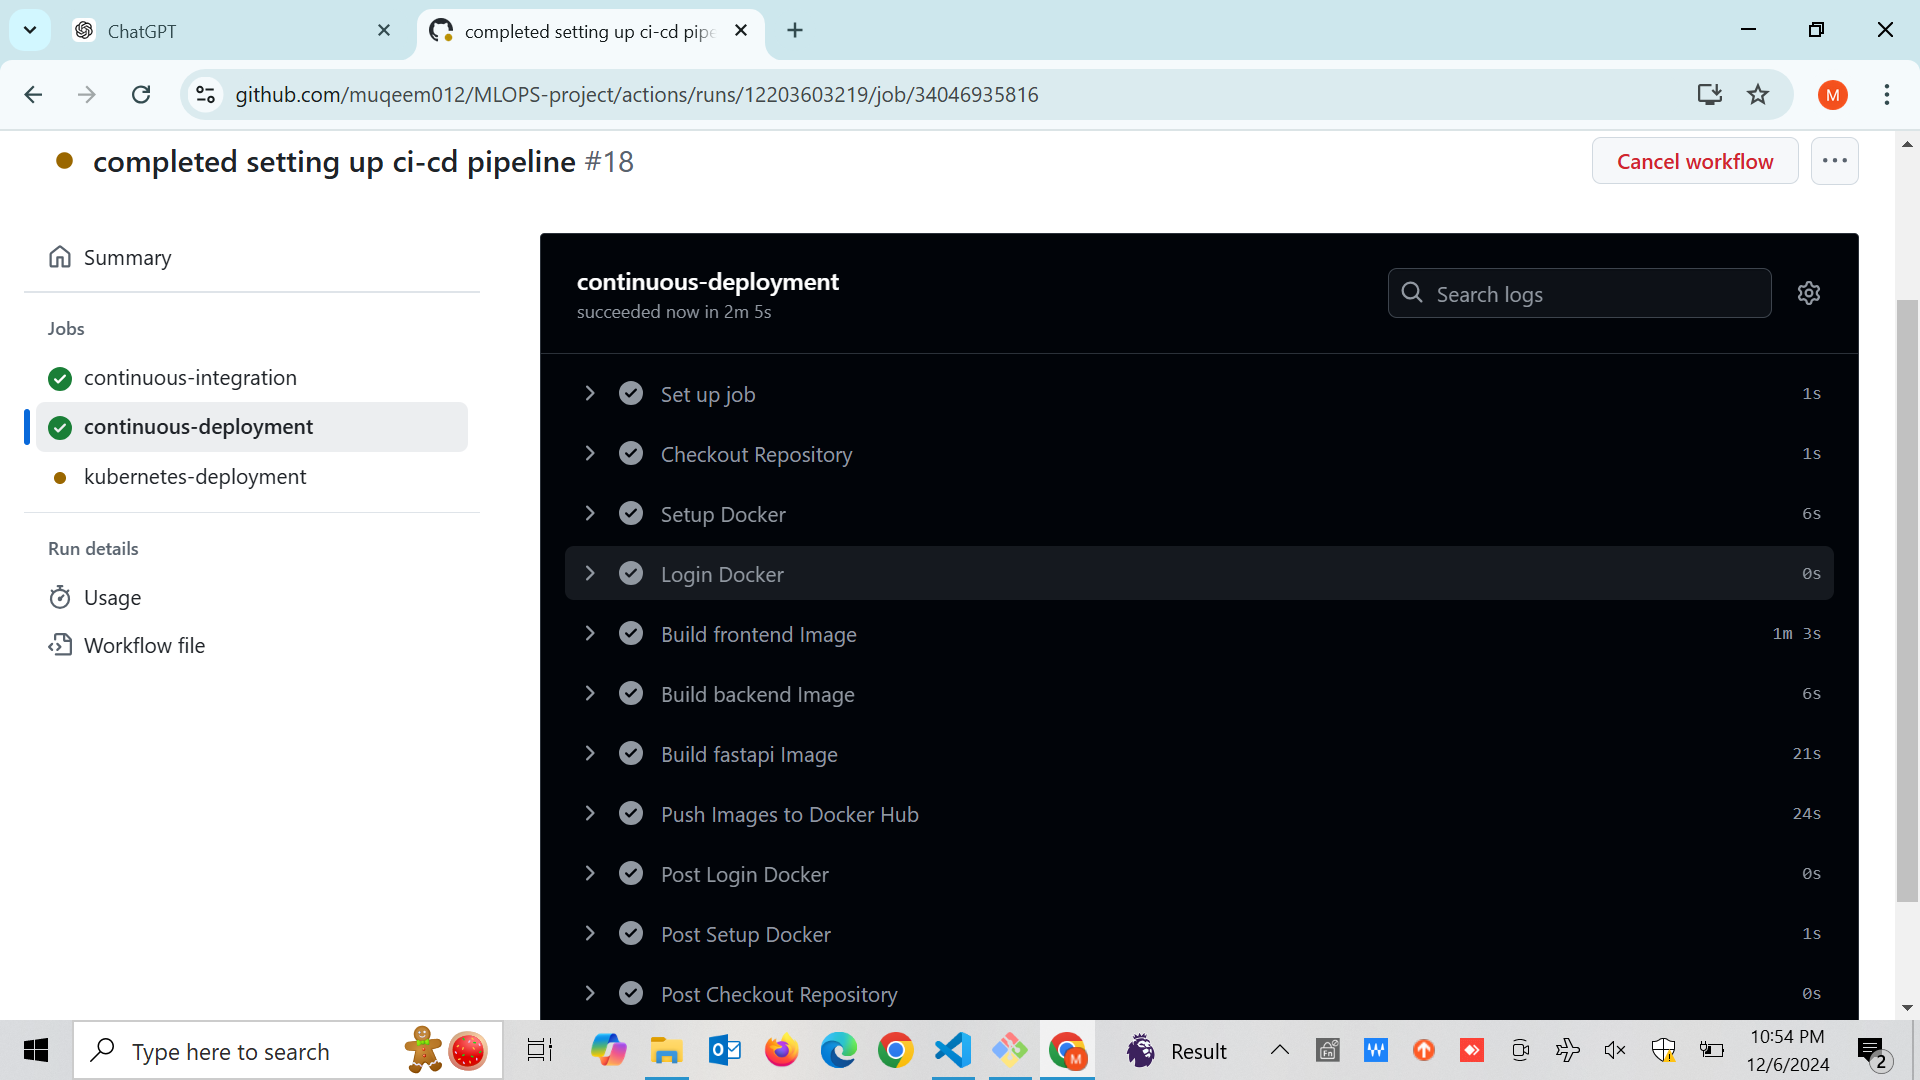 ChatGPT
completed setting up ci-cd pipe
github.com/muqeem012/MLOPS-project/actions/runs/12203603219/job/34046935816
M
completed setting up ci-cd pipeline #18
Cancel workflow
Summary
Jobs
continuous-integration
continuous-deployment
kubernetes-deployment
Run details
Usage
Workflow file
continuous-deployment
succeeded now in 2m 5s
Search logs
Set up job 1s
Checkout Repository 1s
Setup Docker 6s
Login Docker 0s
Build frontend Image 1m 3s
Build backend Image 6s
Build fastapi Image 21s
Push Images to Docker Hub 24s
Post Login Docker 0s
Post Setup Docker 1s
Post Checkout Repository 0s
Type here to search
M
Result
Fn
W
10:54 PM
12/6/2024
2